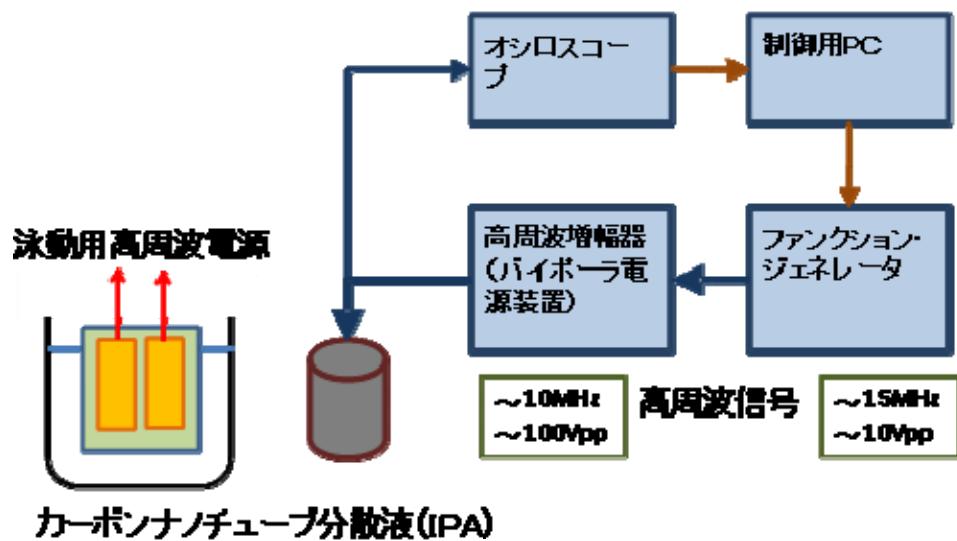 オシロスコー
プ
制御用PC
泳動用高周波電源
高周波増幅器
(バイポーラ電
源装置)
ファンクション・
ジェネレータ
～10MHz
～100Vpp
高周波信号
～15MHz
～10Vpp
カーボンナノチューブ分散液(IPA)